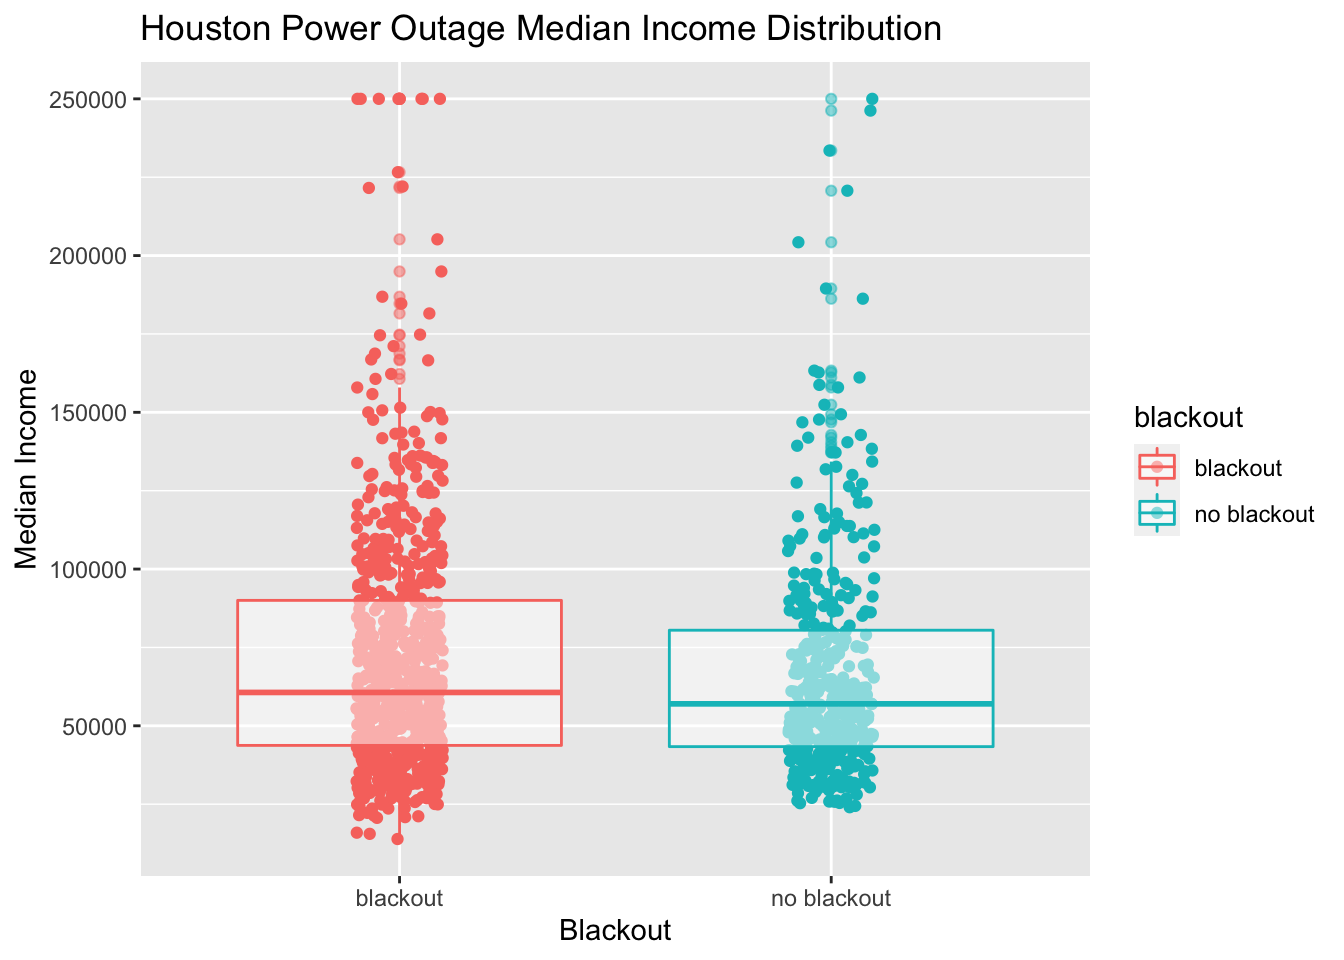 Houston Power Outage Median Income Distribution
250000
200000
150000
100000
50000
Median Income
blackout
no blackout
Blackout
blackout
blackout
no blackout